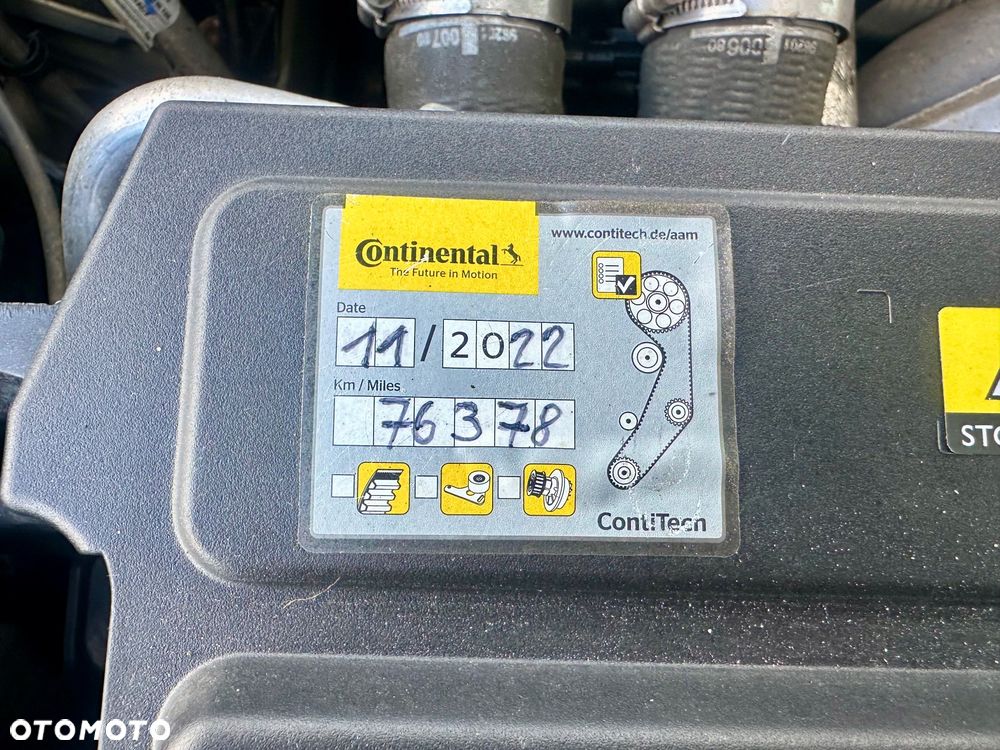 Continental
The Future in Motion
www.contitech.de/aam
Date
11/2022
Km / Miles
76378
ContiTech
OTOMOTO